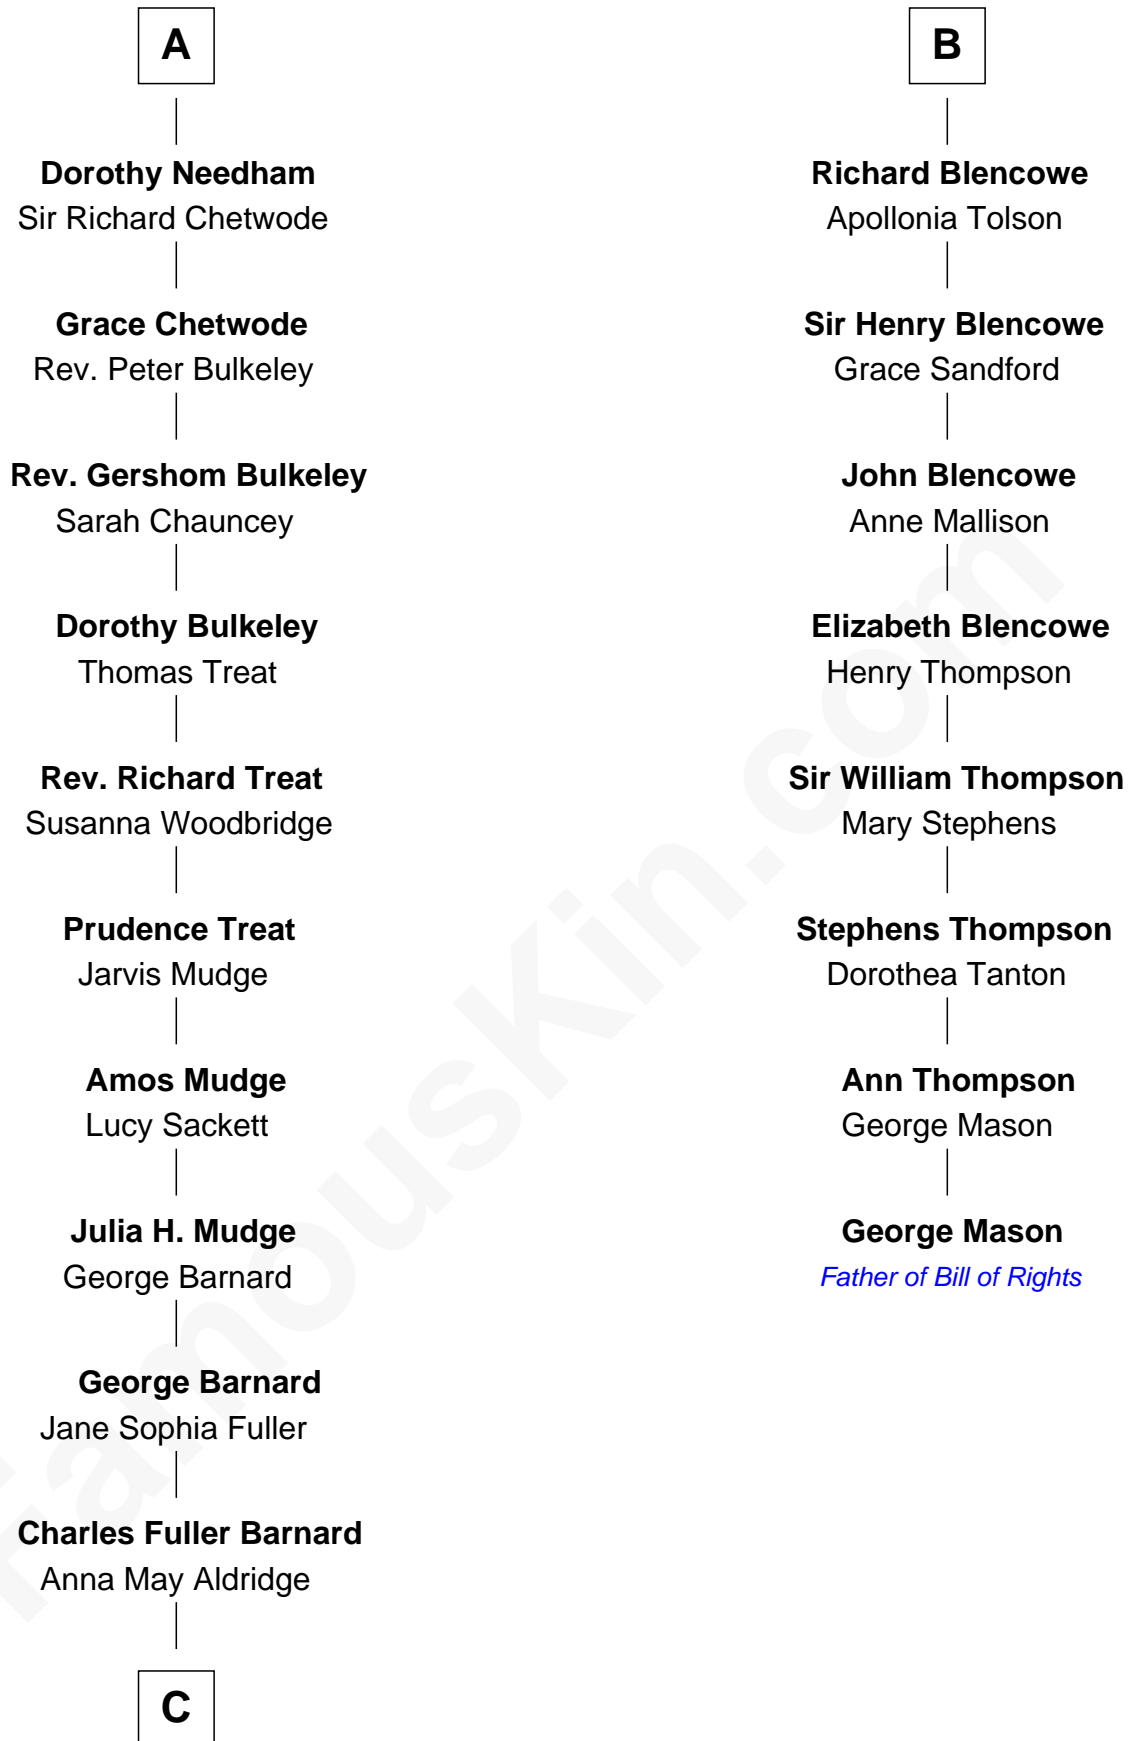 A
Dorothy Needham
Sir Richard Chetwode
Grace Chetwode
Rev. Peter Bulkeley
Rev. Gershom Bulkeley
Sarah Chauncey
Dorothy Bulkeley
Thomas Treat
Rev. Richard Treat
Susanna Woodbridge
Prudence Treat
Jarvis Mudge
Amos Mudge
Lucy Sackett
Julia H. Mudge
George Barnard
George Barnard
Jane Sophia Fuller
Charles Fuller Barnard
Anna May Aldridge
C
B
Richard Blencowe
Apollonia Tolson
Sir Henry Blencowe
Grace Sandford
John Blencowe
Anne Mallison
Elizabeth Blencowe
Henry Thompson
Sir William Thompson
Mary Stephens
Stephens Thompson
Dorothea Tanton
Ann Thompson
George Mason
George Mason
Father of Bill of Rights
FamousKin.com